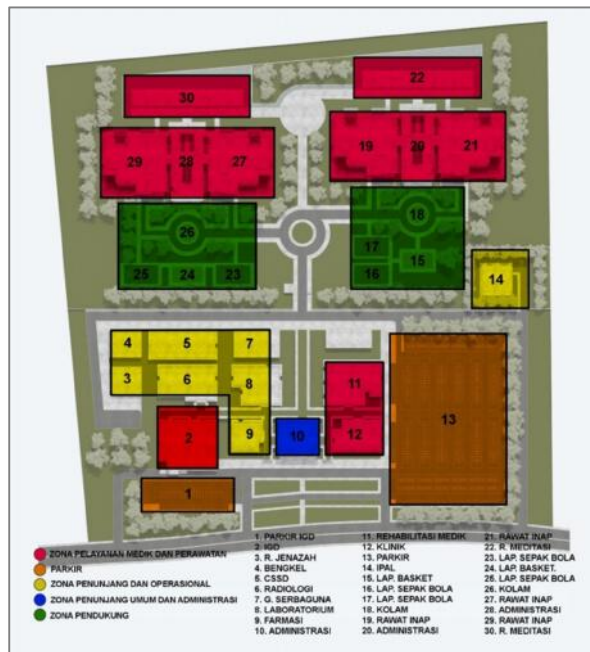 30
22
29
28
27
19
20
21
26
18
17
15
25
24
23
16
14
4
5
7
3
6
8
11
13
2
9
10
12
1
ZONA PELAYANAN MEDIK DAN PERAWATAN
PARKIR
ZONA PENUNJANG DAN OPERASIONAL
ZONA PENUNJANG UMUM DAN ADMINISTRASI
ZONA PENDUKUNG
1. PARKIR IGD
2. IGD
3. R. JENAZAH
4. BENGKEL
5. CSSD
6. RADIOLOGI
7. G. SERBAGUNA
8. LABORATORIUM
9. FARMASI
10. ADMINISTRASI
11. REHABILITASI MEDIK
12. KLINIK
13. PARKIR
14. IPAL
15. LAP. BASKET
16. LAP. SEPAK BOLA
17. LAP. SEPAK BOLA
18. KOLAM
19. RAWAT INAP
20. ADMINISTRASI
21. RAWAT INAP
22. R. MEDITASI
23. LAP. SEPAK BOLA
24. LAP. BASKET.
25. LAP. SEPAK BOLA
26. KOLAM
27. RAWAT INAP
28. ADMINISTRASI
29. RAWAT INAP
30. R. MEDITASI